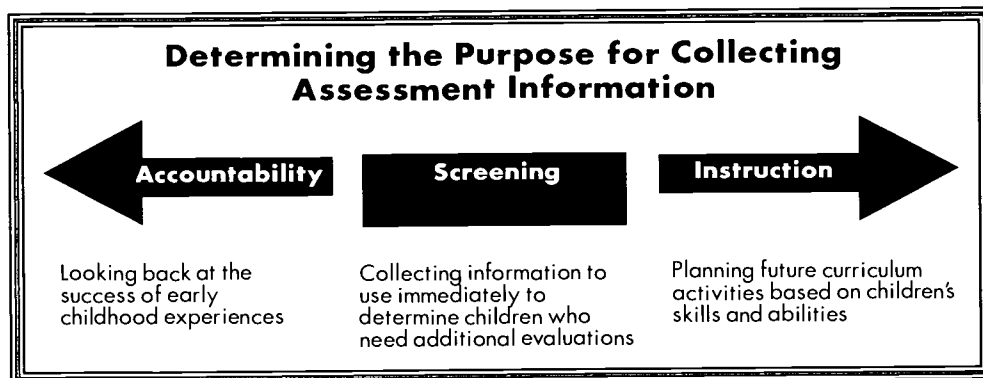 Determining the Purpose for Collecting
Assessment Information
Accountability
Screening
Instruction
Looking back at the
success of early
childhood experiences
Collecting information to
use immediately to
determine children who
need additional evaluations
Planning future curriculum
activities based on children's
skills and abilities